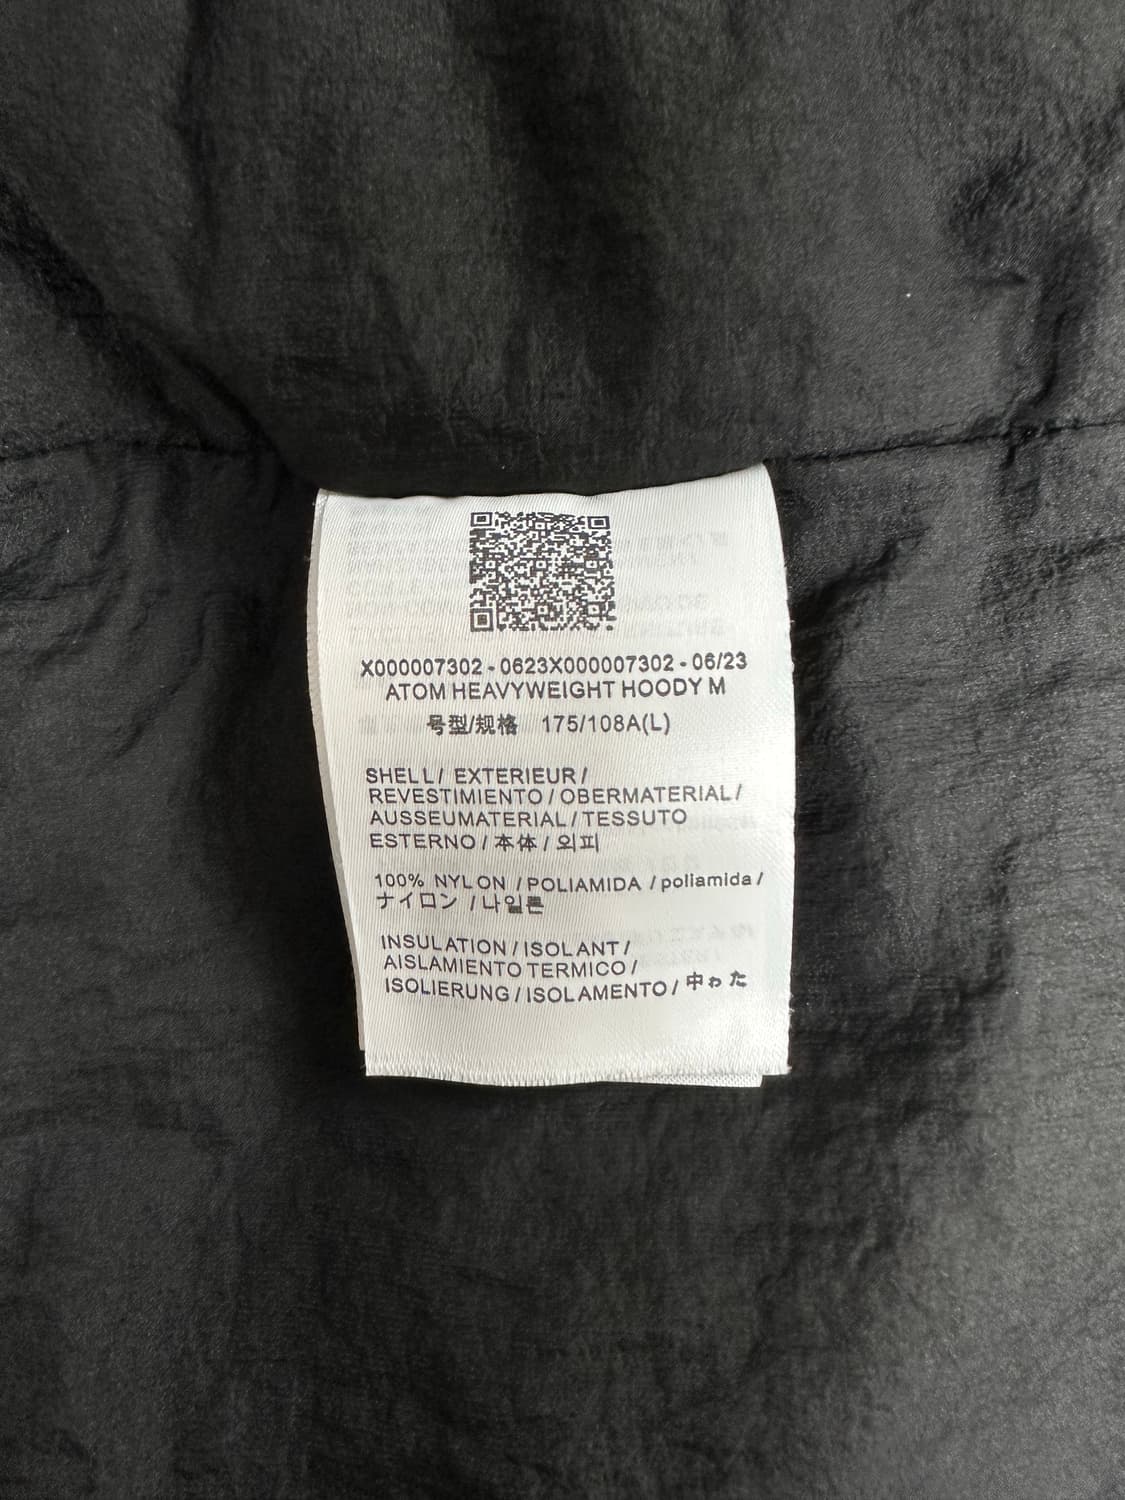 X000007302 - 0623X000007302 - 06/23
ATOM HEAVYWEIGHT HOODY M
号型/规格 175/108A(L)
SHELL / EXTERIEUR /
REVESTIMIENTO / OBERMATERIAL /
AUSSEUMATERIAL / TESSUTO
ESTERNO / 本体 / 외피
100% NYLON / POLIAMIDA / poliamida /
ナイロン / 나일론
INSULATION / ISOLANT /
AISLAMIENTO TERMICO /
ISOLIERUNG / ISOLAMENTO / 中わた